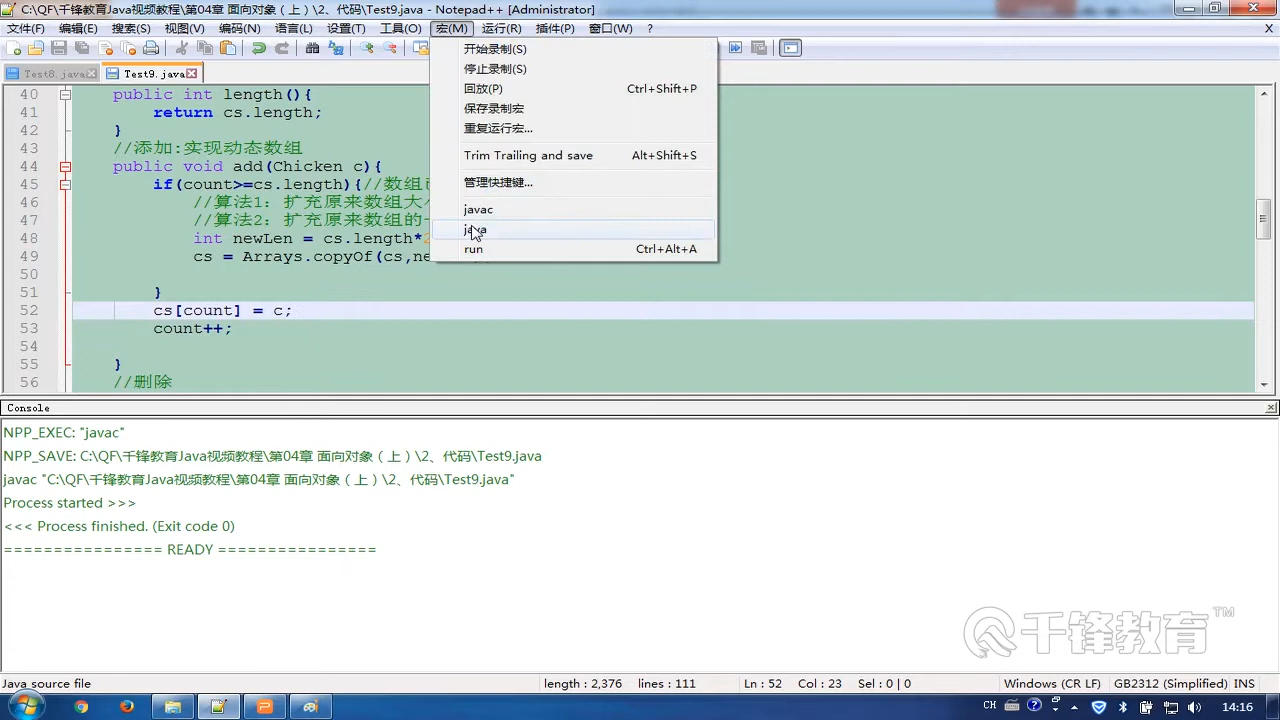 C:\QF\千锋教育Java视频教程\第04章 面向对象（上）\2、代码\Test9.java - Notepad++ [Administrator]
文件(F) 编辑(E) 搜索(S) 视图(V) 编码(N) 语言(L) 设置(T) 工具(O) 宏(M) 运行(R) 插件(P) 窗口(W) ? X
Test8.java Test9.java
开始录制(S)
停止录制(S)
回放(P) Ctrl+Shift+P
保存录制宏
重复运行宏...
Trim Trailing and save Alt+Shift+S
管理快捷键...
javac
java
run Ctrl+Alt+A
40 public int length(){
41 return cs.length;
42 }
43 //添加:实现动态数组
44 public void add(Chicken c){
45 if(count>=cs.length){//数组
46 //算法1: 扩充原来数组大
47 //算法2: 扩充原来数组的
48 int newLen = cs.length*
49 cs = Arrays.copyOf(cs,ne
50
51 }
52 cs[count] = c;
53 count++;
54
55 }
56 //删除
Console
NPP_EXEC: "javac"
NPP_SAVE: C:\QF\千锋教育Java视频教程\第04章 面向对象（上）\2、代码\Test9.java
javac "C:\QF\千锋教育Java视频教程\第04章 面向对象（上）\2、代码\Test9.java"
Process started >>>
<<< Process finished. (Exit code 0)
================ READY ================
千锋教育™
Java source file length : 2,376 lines : 111 Ln : 52 Col : 23 Sel : 0 | 0 Windows (CR LF) GB2312 (Simplified) INS
CH 14:16